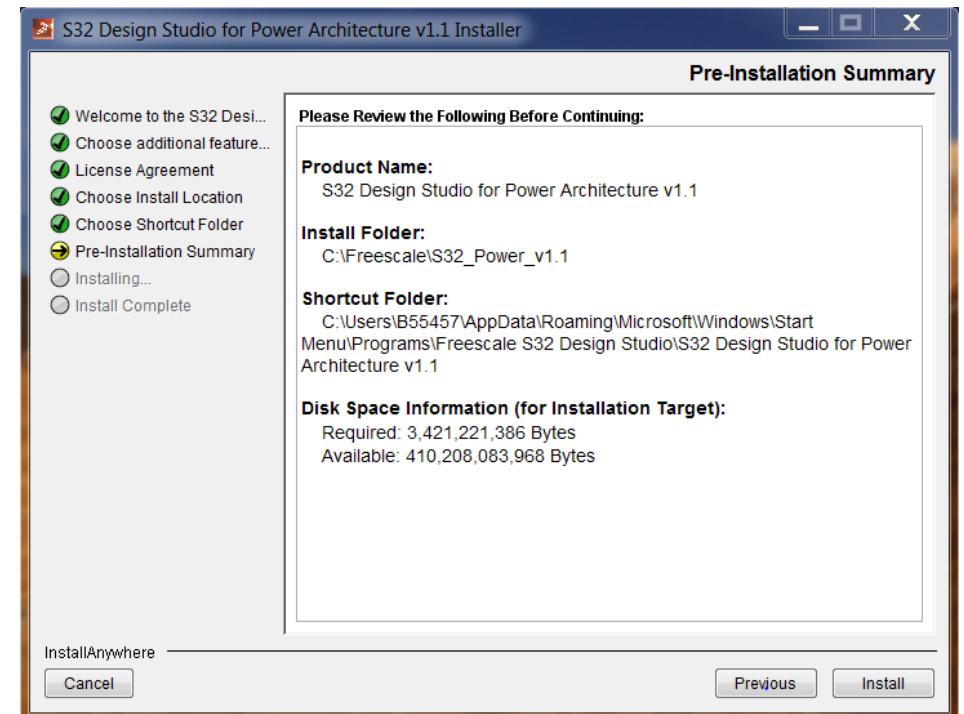 S32 Design Studio for Power Architecture v1.1 Installer
Pre-Installation Summary
Welcome to the S32 Desi...
Choose additional feature...
License Agreement
Choose Install Location
Choose Shortcut Folder
Pre-Installation Summary
Installing...
Install Complete
Please Review the Following Before Continuing:
Product Name:
S32 Design Studio for Power Architecture v1.1
Install Folder:
C:\Freescale\S32_Power_v1.1
Shortcut Folder:
C:\Users\B55457\AppData\Roaming\Microsoft\Windows\Start
Menu\Programs\Freescale S32 Design Studio\S32 Design Studio for Power
Architecture v1.1
Disk Space Information (for Installation Target):
Required: 3,421,221,386 Bytes
Available: 410,208,083,968 Bytes
InstallAnywhere
Cancel
Previous
Install